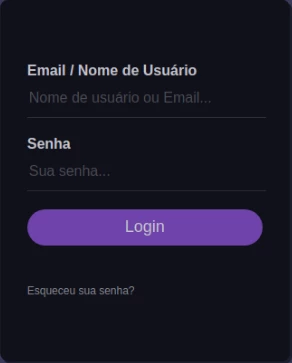 Email / Nome de Usuário
Nome de usuário ou Email...
Senha
Sua senha...
Login
Esqueceu sua senha?